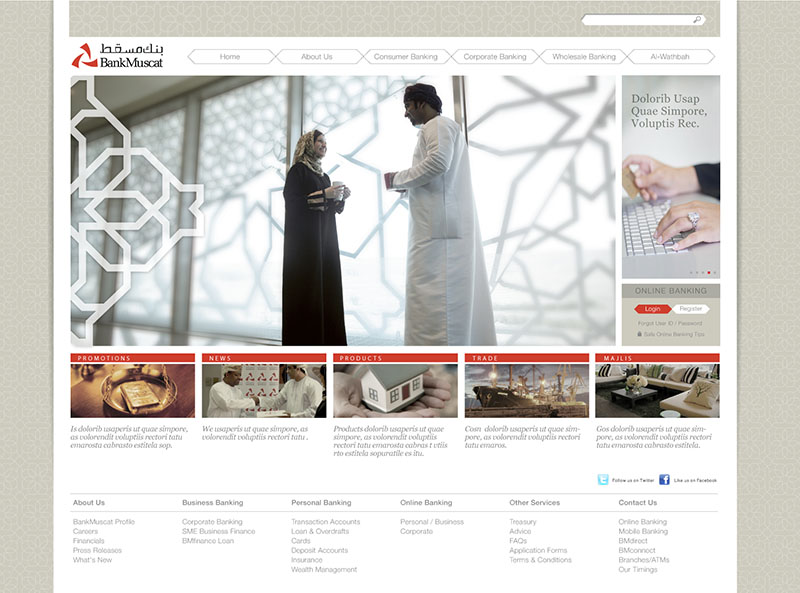 بنك مسقط
BankMuscat
Home
About Us
Consumer Banking
Corporate Banking
Wholesale Banking
Al-Wathbah
Dolorib Usap
Quae Simpore,
Voluptis Rec.
ONLINE BANKING
Login
Register
Forgot User ID / Password
Safe Online Banking Tips
PROMOTIONS
Is dolorib usaperis ut quae simpore,
as volorendit voluptiis rectori tatu
emarosta cabrasto estitela sop.
NEWS
We usaperis ut quae simpore, as
volorendit voluptiis rectori tatu .
PRODUCTS
Products dolorib usaperis ut quae
simpore, as volorendit voluptiis
rectori tatu emarosta cabras t vtiis
rto estitela sopuratile es itu.
TRADE
Cosn dolorib usaperis ut quae sim-
pore, as volorendit voluptiis rectori
tatu emaros.
MAJLIS
Gos dolorib usaperis ut quae sim-
pore, as volorendit voluptiis rectori
tatu emarosta cabrasto estitela.
Follow us on Twitter
Like us on Facebook
About Us
BankMuscat Profile
Careers
Financials
Press Releases
What's New
Business Banking
Corporate Banking
SME Business Finance
BMfinance Loan
Personal Banking
Transaction Accounts
Loan & Overdrafts
Cards
Deposit Accounts
Insurance
Wealth Management
Online Banking
Personal / Business
Corporate
Other Services
Treasury
Advice
FAQs
Application Forms
Terms & Conditions
Contact Us
Online Banking
Mobile Banking
BMdirect
BMconnect
Branches/ATMs
Our Timings